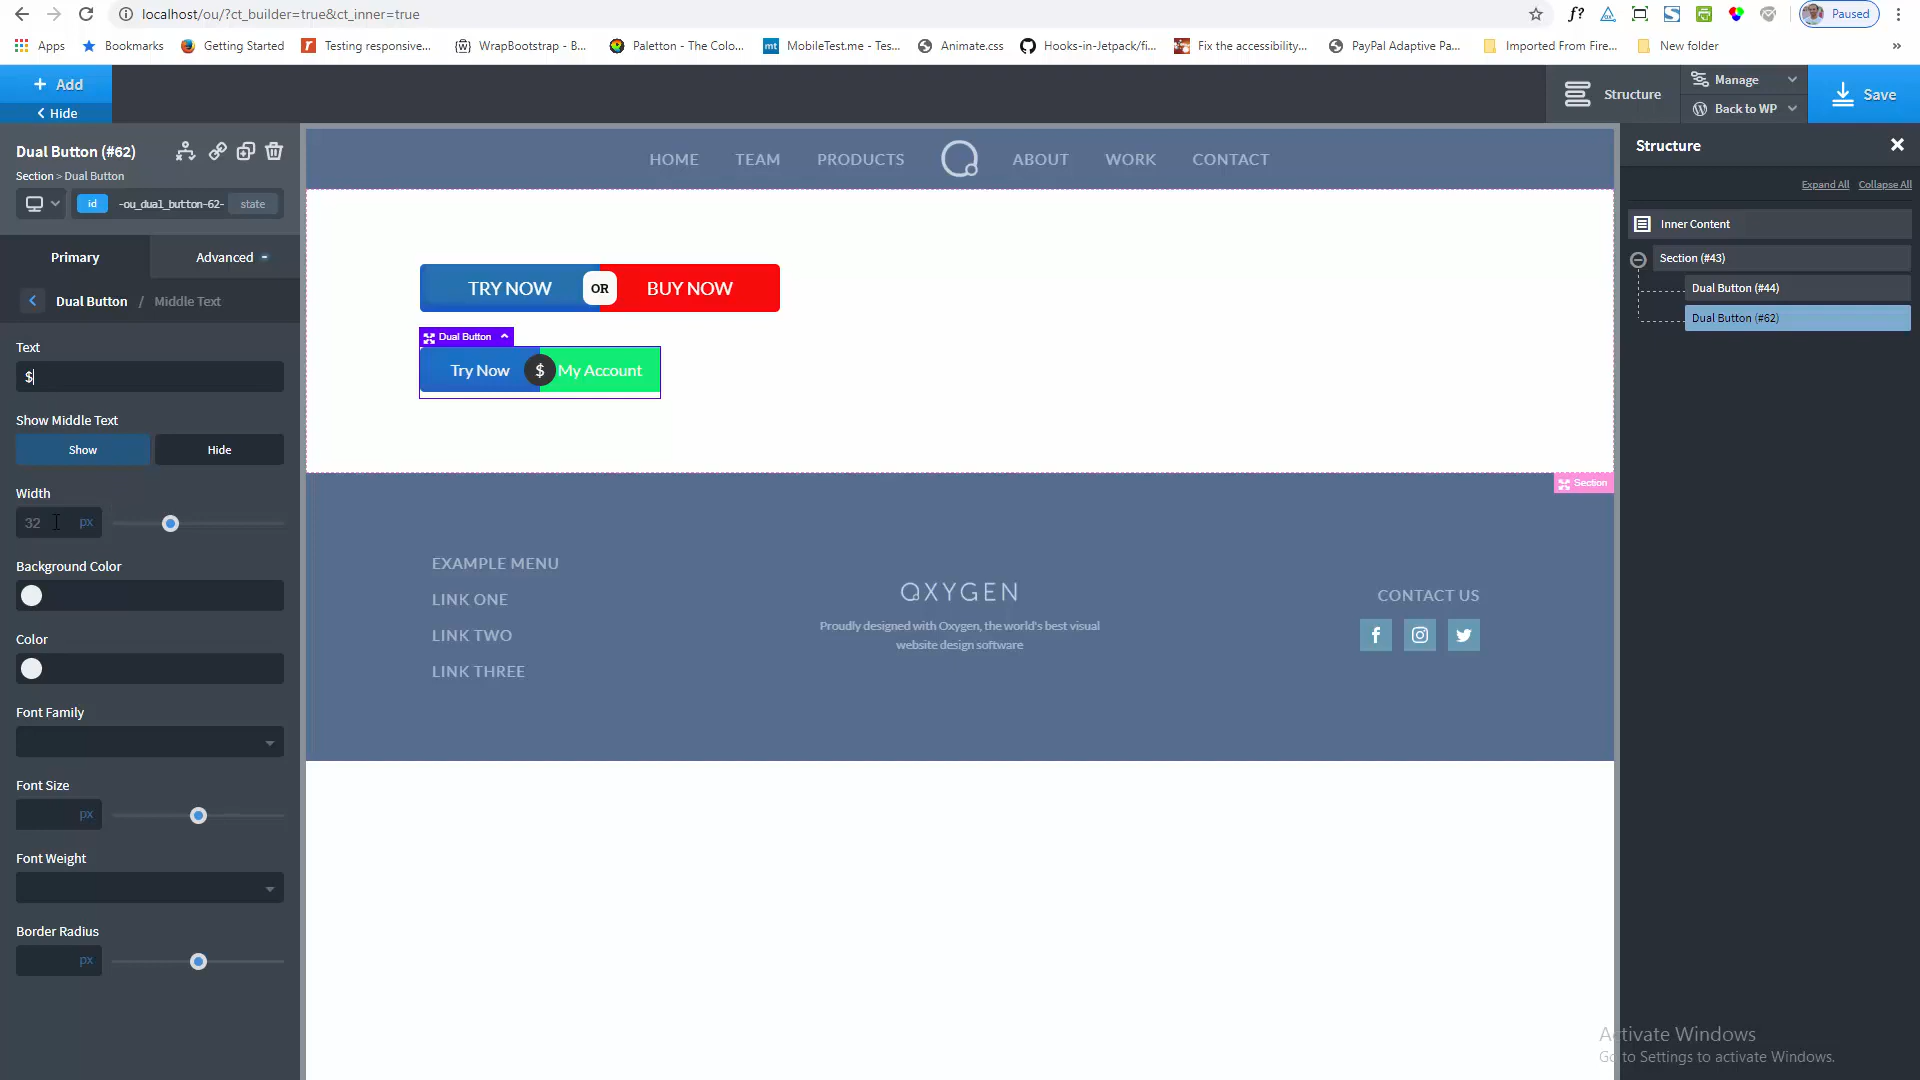 localhost/ou/?ct_builder=true&ct_inner=true
Paused
Apps
Bookmarks
Getting Started
Testing responsive...
WrapBootstrap - B...
Paletton - The Colo...
MobileTest.me - Tes...
Animate.css
Hooks-in-Jetpack/fi...
Fix the accessibility...
PayPal Adaptive Pa...
Imported From Fire...
New folder
Add
Hide
Structure
Manage
Back to WP
Save
Dual Button (#62)
Section > Dual Button
id
-ou_dual_button-62-
state
Primary
Advanced
Dual Button / Middle Text
Text
$
Show Middle Text
Show
Hide
Width
32 px
Background Color
Color
Font Family
Font Size
px
Font Weight
Border Radius
px
HOME
TEAM
PRODUCTS
ABOUT
WORK
CONTACT
TRY NOW
OR
BUY NOW
Dual Button
Try Now
$
My Account
Section
EXAMPLE MENU
LINK ONE
LINK TWO
LINK THREE
OXYGEN
Proudly designed with Oxygen, the world's best visual
website design software
CONTACT US
Structure
Expand All
Collapse All
Inner Content
Section (#43)
Dual Button (#44)
Dual Button (#62)
Activate Windows
Go to Settings to activate Windows.